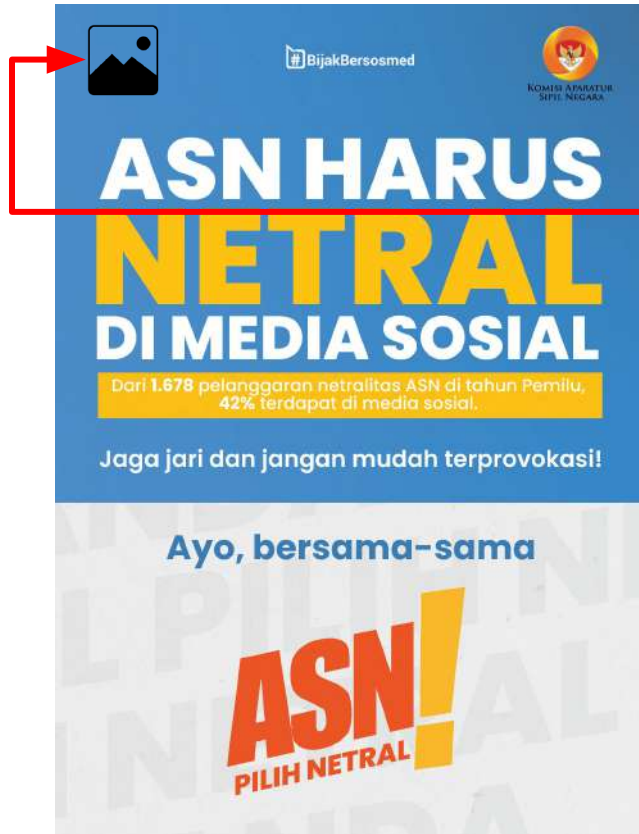 #BijakBersosmed
KOMISI APARATUR
SIPIL NEGARA
ASN HARUS
NETRAL
DI MEDIA SOSIAL
Dari 1.678 pelanggaran netralitas ASN di tahun Pemilu,
42% terdapat di media sosial.
Jaga jari dan jangan mudah terprovokasi!
Ayo, bersama-sama
ASN!
PILIH NETRAL